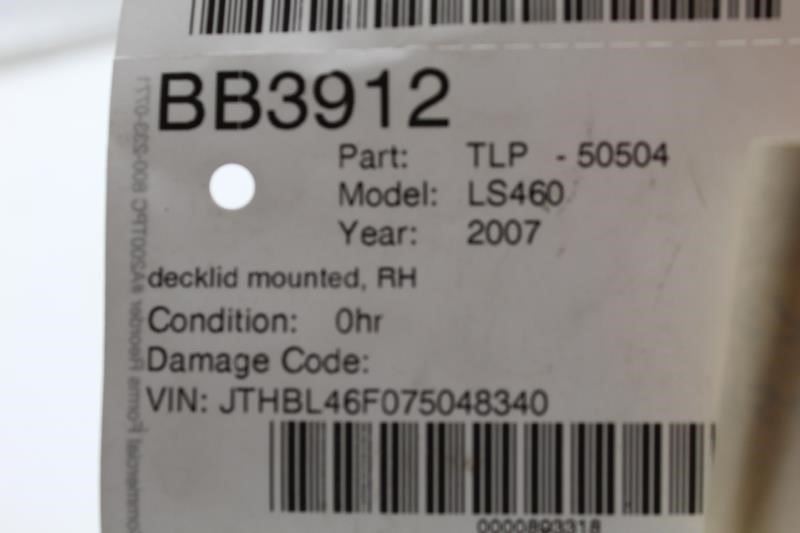 BB3912
Part: TLP - 50504
Model: LS460
Year: 2007
decklid mounted, RH
Condition: 0hr
Damage Code:
VIN: JTHBL46F075048340
0000893318